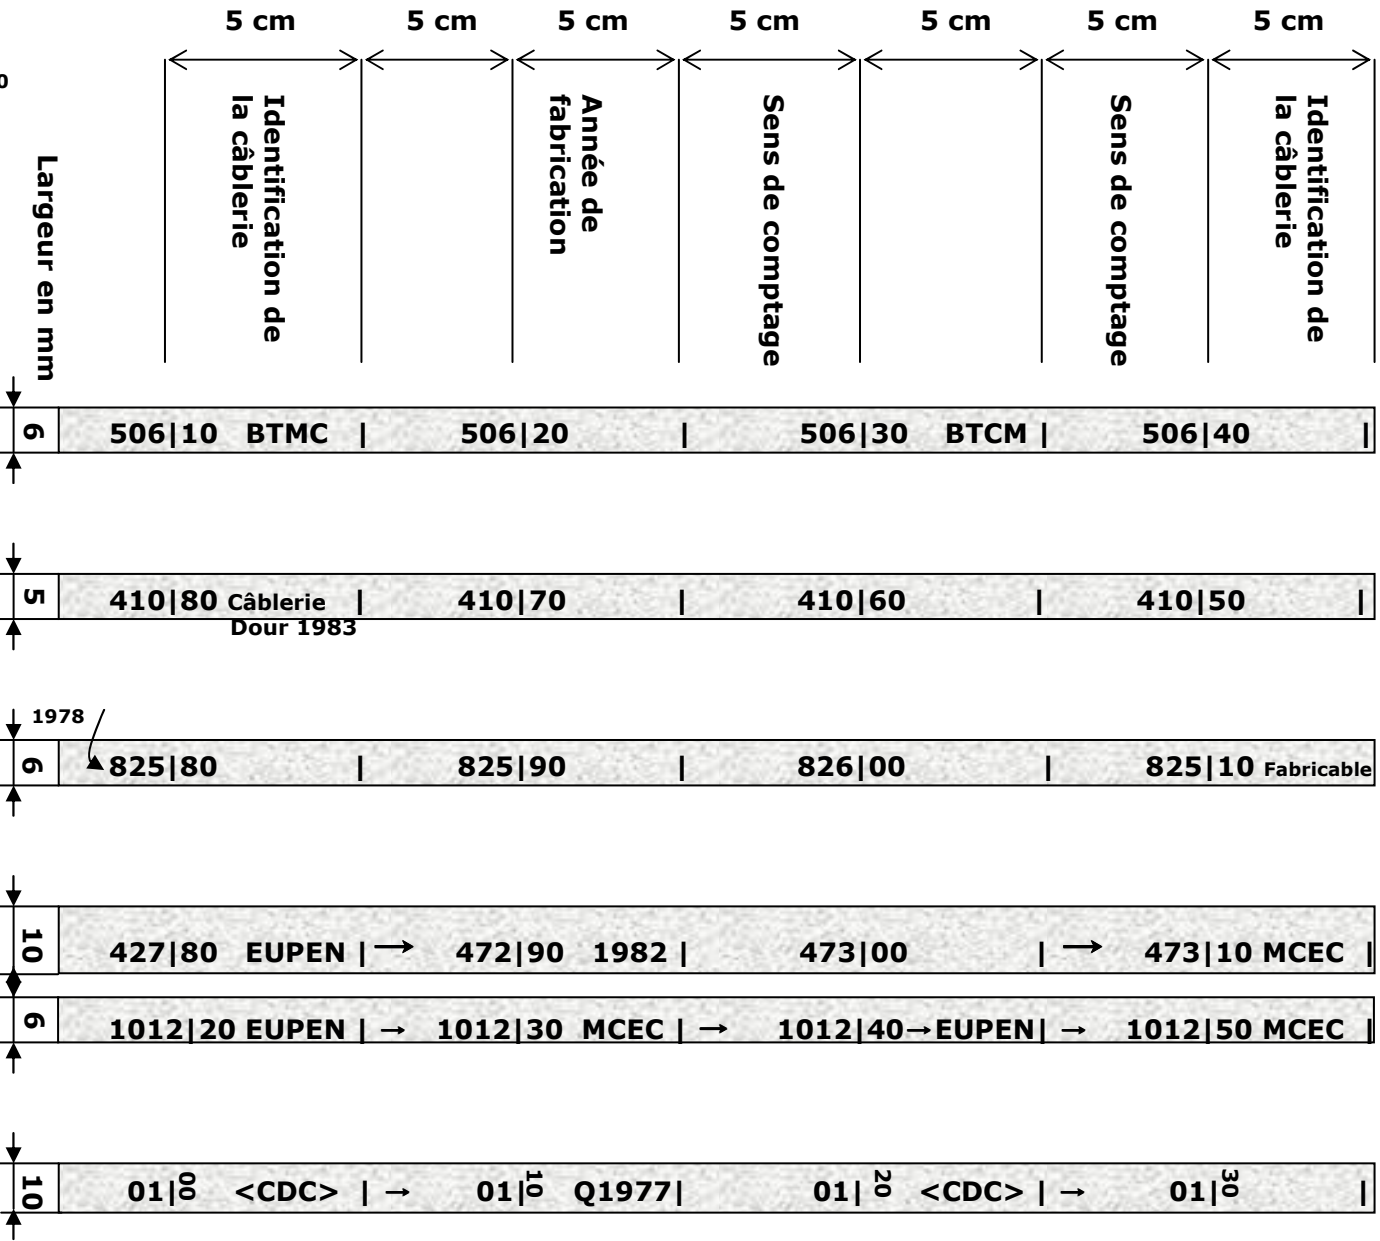 5 cm 5 cm 5 cm 5 cm 5 cm 5 cm 5 cm
0
Largeur en mm
Identification de
la câblerie
Année de
fabrication
Sens de comptage
Sens de comptage
Identification de
la câblerie
6 506|10 BTMC | 506|20 | 506|30 BTCM | 506|40 |
5 410|80 Câblerie | 410|70 | 410|60 | 410|50 |
Dour 1983
1978
6 825|80 | 825|90 | 826|00 | 825|10 Fabricable
10 427|80 EUPEN | → 472|90 1982 | 473|00 | → 473|10 MCEC |
6 1012|20 EUPEN | → 1012|30 MCEC | → 1012|40→EUPEN| → 1012|50 MCEC |
10 01|00 <CDC> | → 01|10 Q1977| 01| 20 <CDC> | → 01|30 |